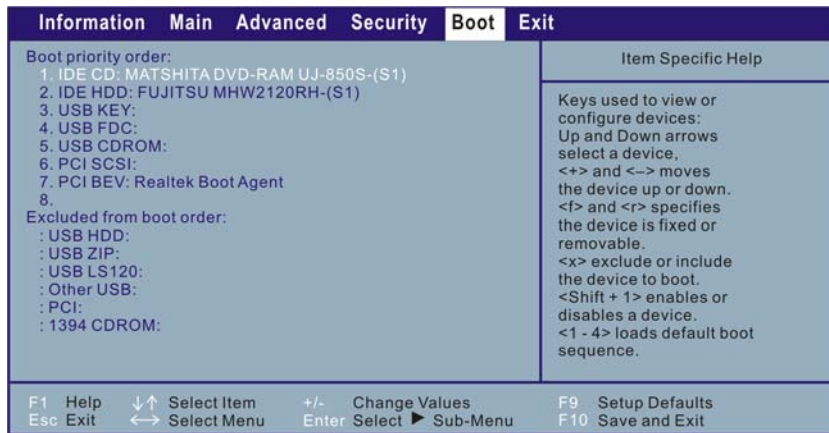 Information Main Advanced Security Boot Exit
Boot priority order:
1. IDE CD: MATSHITA DVD-RAM UJ-850S-(S1)
2. IDE HDD: FUJITSU MHW2120RH-(S1)
3. USB KEY:
4. USB FDC:
5. USB CDROM:
6. PCI SCSI:
7. PCI BEV: Realtek Boot Agent
8.
Excluded from boot order:
: USB HDD:
: USB ZIP:
: USB LS120:
: Other USB:
: PCI:
: 1394 CDROM:
Item Specific Help
Keys used to view or
configure devices:
Up and Down arrows
select a device,
<+> and <–> moves
the device up or down.
<f> and <r> specifies
the device is fixed or
removable.
<x> exclude or include
the device to boot.
<Shift + 1> enables or
disables a device.
<1 - 4> loads default boot
sequence.
F1 Help ↓↑ Select Item +/- Change Values F9 Setup Defaults
Esc Exit ↔ Select Menu Enter Select ▶ Sub-Menu F10 Save and Exit